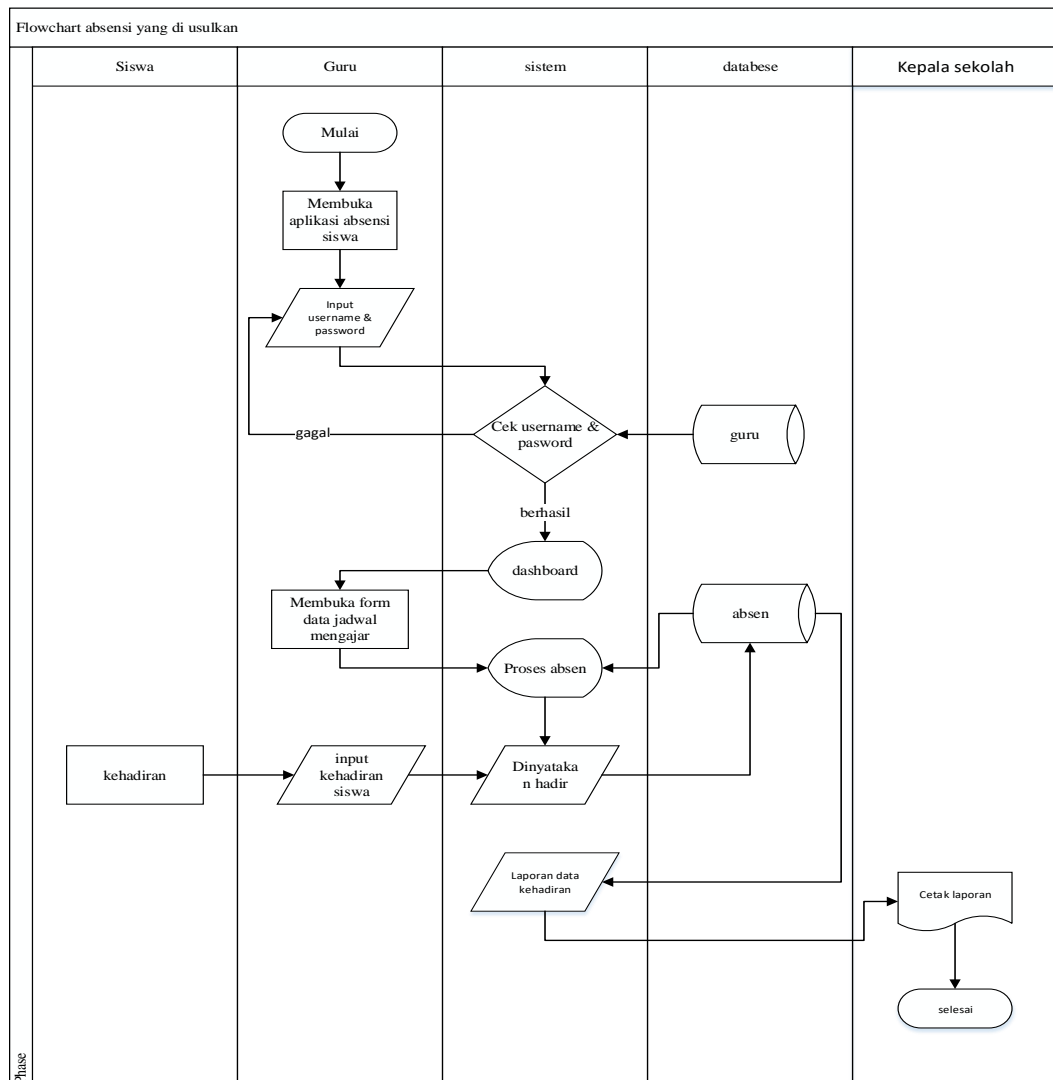 Flowchart absensi yang di usulkan
Siswa
Guru
sistem
databese
Kepala sekolah
Mulai
Membuka
aplikasi absensi
siswa
Input
username &
password
Cek username &
pasword
guru
gagal
berhasil
dashboard
Membuka form
data jadwal
mengajar
absen
Proses absen
kehadiran
input
kehadiran
siswa
Dinyataka
n hadir
Laporan data
kehadiran
Cetak laporan
selesai
Phase